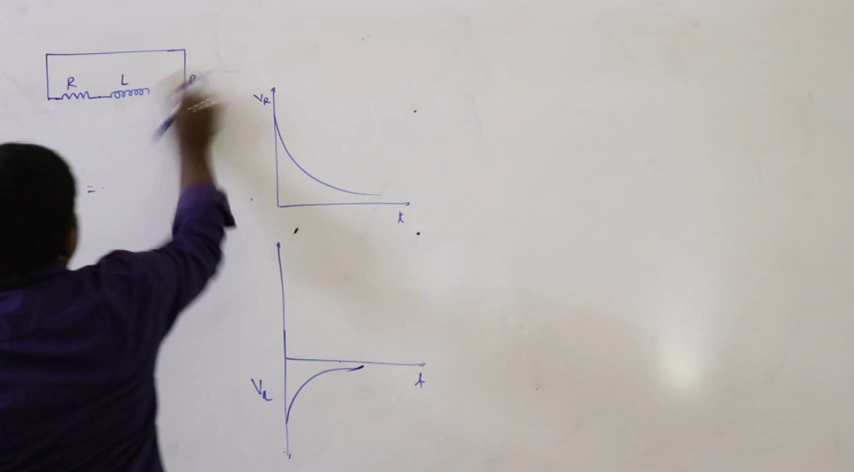 R L
=
V_R
t
V_L
t